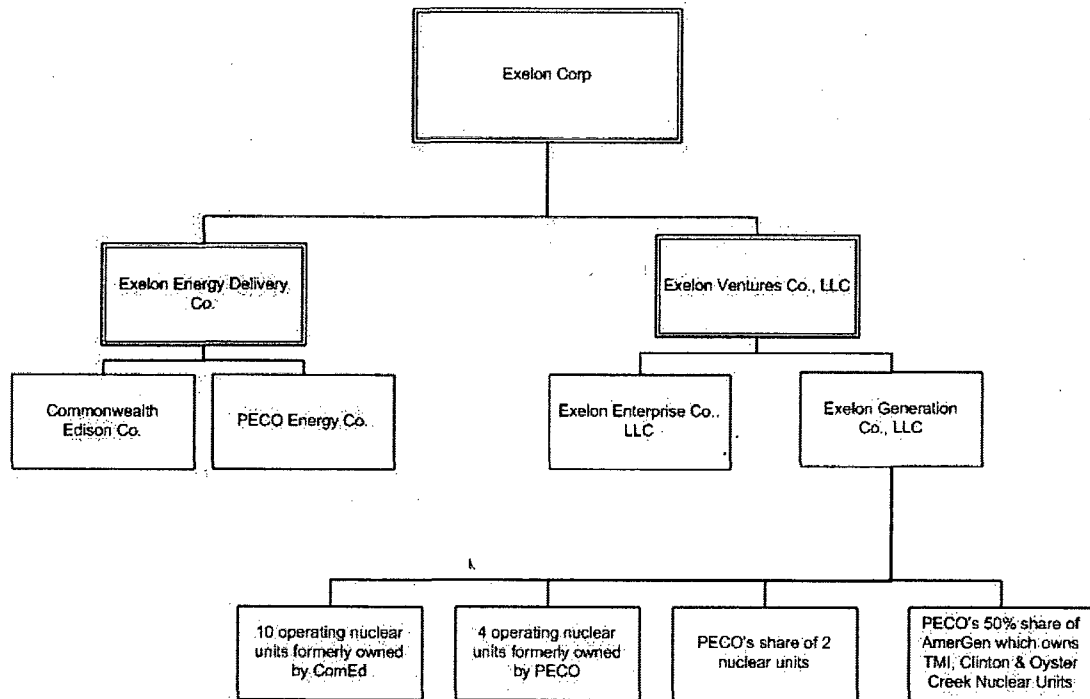 Exelon Corp
Exelon Energy Delivery
Co.
Exelon Ventures Co., LLC
Commonwealth
Edison Co.
PECO Energy Co.
Exelon Enterprise Co.,
LLC
Exelon Generation
Co., LLC
10 operating nuclear
units formerly owned
by ComEd
4 operating nuclear
units formerly owned
by PECO
PECO's share of 2
nuclear units
PECO's 50% share of
AmerGen which owns
TMI, Clinton & Oyster
Creek Nuclear Units